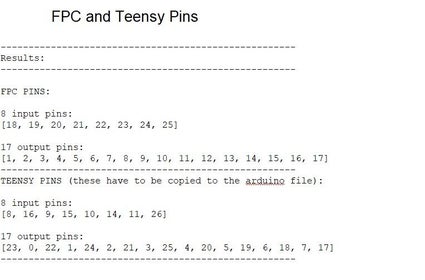 FPC and Teensy Pins
--------------------------------------------------
Results:
--------------------------------------------------
FPC PINS:
8 input pins:
[18, 19, 20, 21, 22, 23, 24, 25]
17 output pins:
[1, 2, 3, 4, 5, 6, 7, 8, 9, 10, 11, 12, 13, 14, 15, 16, 17]
--------------------------------------------------
TEENSY PINS (these have to be copied to the arduino file):
8 input pins:
[8, 16, 9, 15, 10, 14, 11, 26]
17 output pins:
[23, 0, 22, 1, 24, 2, 21, 3, 25, 4, 20, 5, 19, 6, 18, 7, 17]
--------------------------------------------------